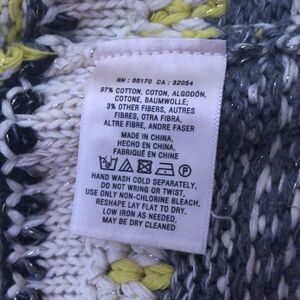 RN : 66170 CA : 32054
97% COTTON, COTON, ALGODÓN,
COTONE, BAUMWOLLE;
3% OTHER FIBERS, AUTRES
FIBRES, OTRA FIBRA,
ALTRE FIBRE, ANDRE FASER
MADE IN CHINA,
HECHO EN CHINA,
FABRIQUÉ EN CHINE
HAND WASH COLD SEPARATELY,
DO NOT WRING OR TWIST,
USE ONLY NON-CHLORINE BLEACH,
RESHAPE LAY FLAT TO DRY,
LOW IRON AS NEEDED,
MAY BE DRY CLEANED